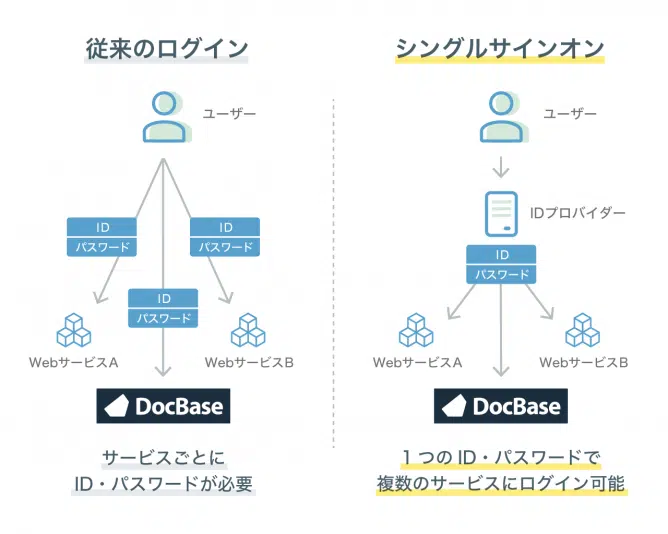 従来のログイン
ユーザー
ID
パスワード
ID
パスワード
ID
パスワード
WebサービスA
WebサービスB
DocBase
サービスごとに
ID・パスワードが必要
シングルサインオン
ユーザー
IDプロバイダー
ID
パスワード
WebサービスA
WebサービスB
DocBase
1つのID・パスワードで
複数のサービスにログイン可能